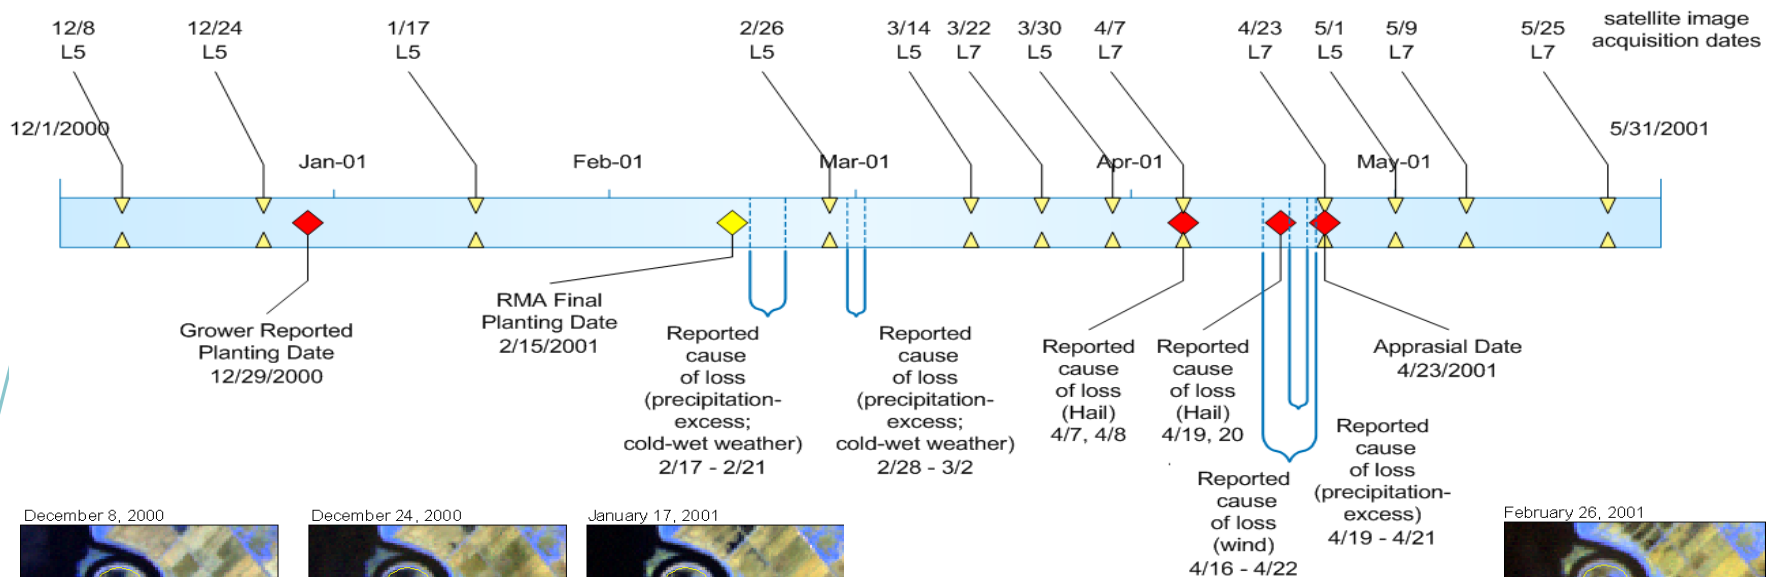 12/8
L5
12/24
L5
1/17
L5
2/26
L5
3/14
L5
3/22
L7
3/30
L5
4/7
L7
4/23
L7
5/1
L5
5/9
L7
5/25
L7
satellite image
acquisition dates
12/1/2000
Jan-01
Feb-01
Mar-01
Apr-01
May-01
5/31/2001
Grower Reported
Planting Date
12/29/2000
RMA Final
Planting Date
2/15/2001
Reported
cause
of loss
(precipitation-
excess;
cold-wet weather)
2/17 - 2/21
Reported
cause
of loss
(precipitation-
excess;
cold-wet weather)
2/28 - 3/2
Reported
cause
of loss
(Hail)
4/7, 4/8
Reported
cause
of loss
(Hail)
4/19, 20
Reported
cause
of loss
(wind)
4/16 - 4/22
Reported
cause
of loss
(precipitation-
excess)
4/19 - 4/21
Apprasial Date
4/23/2001
December 8, 2000
December 24, 2000
January 17, 2001
February 26, 2001